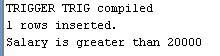 TRIGGER TRIG compiled
1 rows inserted.
Salary is greater than 20000